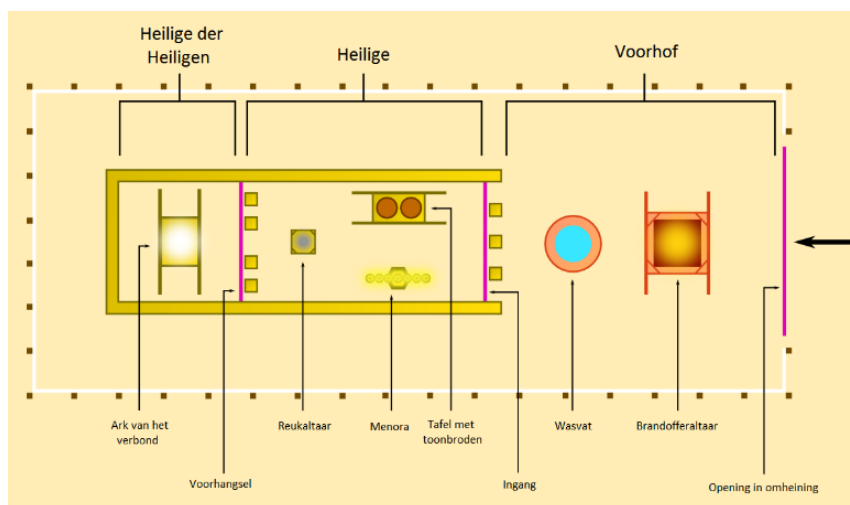 Heilige der
Heiligen
Heilige
Voorhof
Ark van het
verbond
Reukaltaar
Menora
Tafel met
toonbroden
Wasvat
Brandofferaltaar
Voorhangsel
Ingang
Opening in omheining